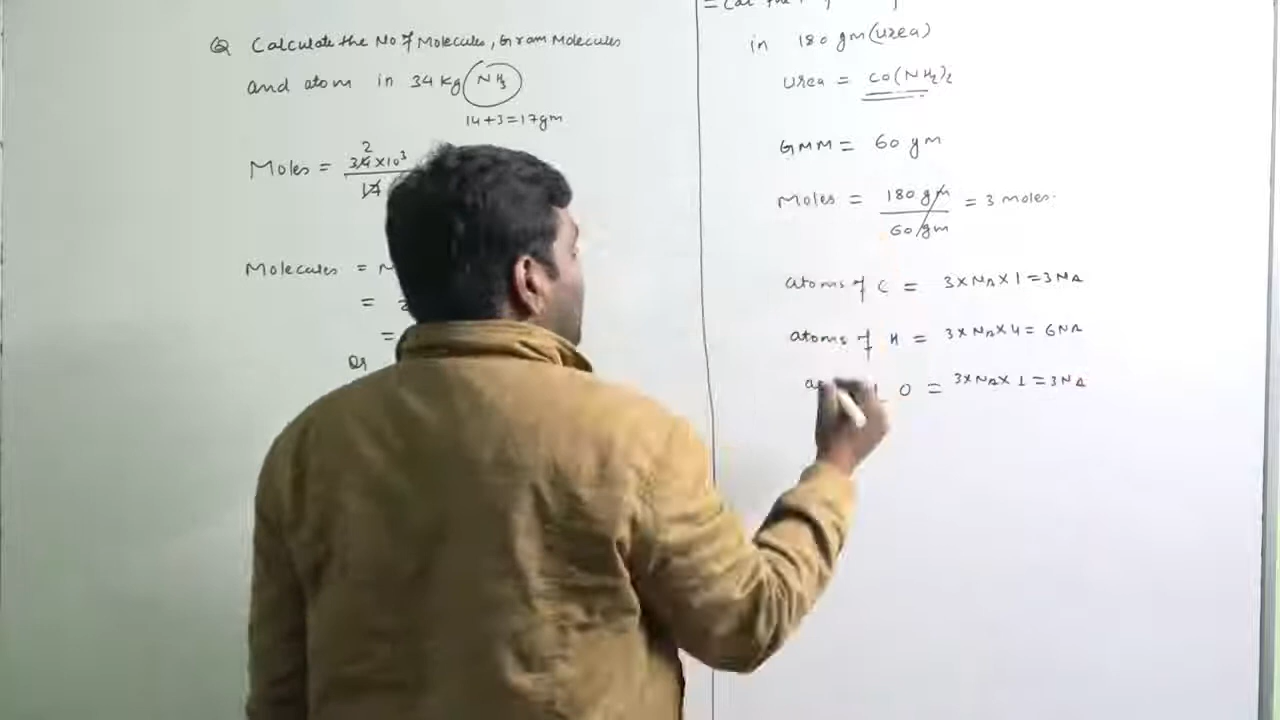 Q Calculate the No of Molecules, Gram Molecules
and atom in 34 kg NH3
14+3=17gm
Moles = 2
34×10³
17
Molecules =
=
=
Or
in 180 gm(urea)
Urea = CO(NH2)2
GMM = 60 gm
Moles = 180 gm / 60 gm = 3 moles.
atoms of C = 3×NA×1=3NA
atoms of H = 3×NA×4=6NA
O = 3×NA×1=3NA